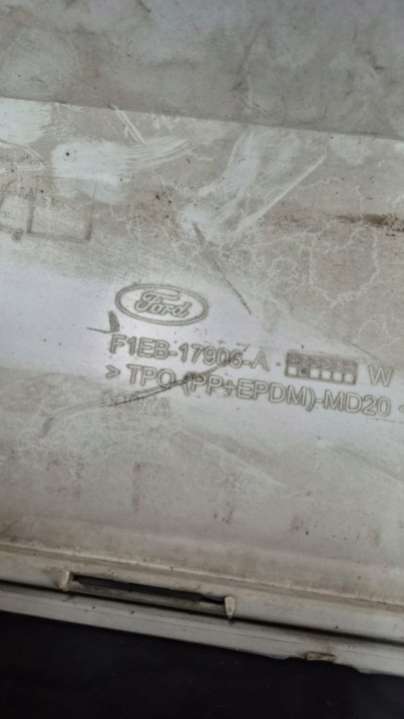 Ford
F1EB-17906-A W
> TPO-(PP+EPDM)-MD20